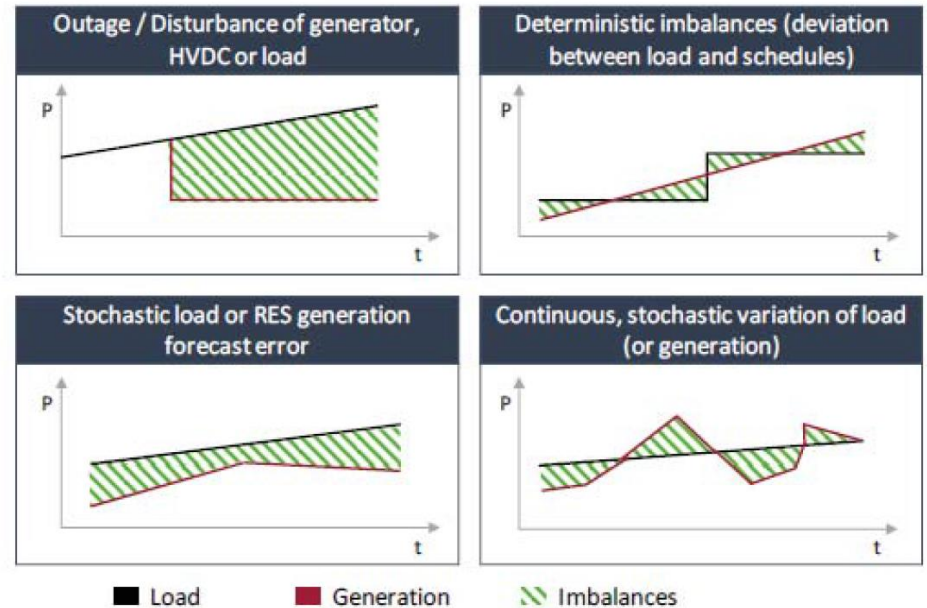 Outage / Disturbance of generator,
HVDC or load
P
t
Deterministic imbalances (deviation
between load and schedules)
P
t
Stochastic load or RES generation
forecast error
P
t
Continuous, stochastic variation of load
(or generation)
P
t
Load
Generation
Imbalances